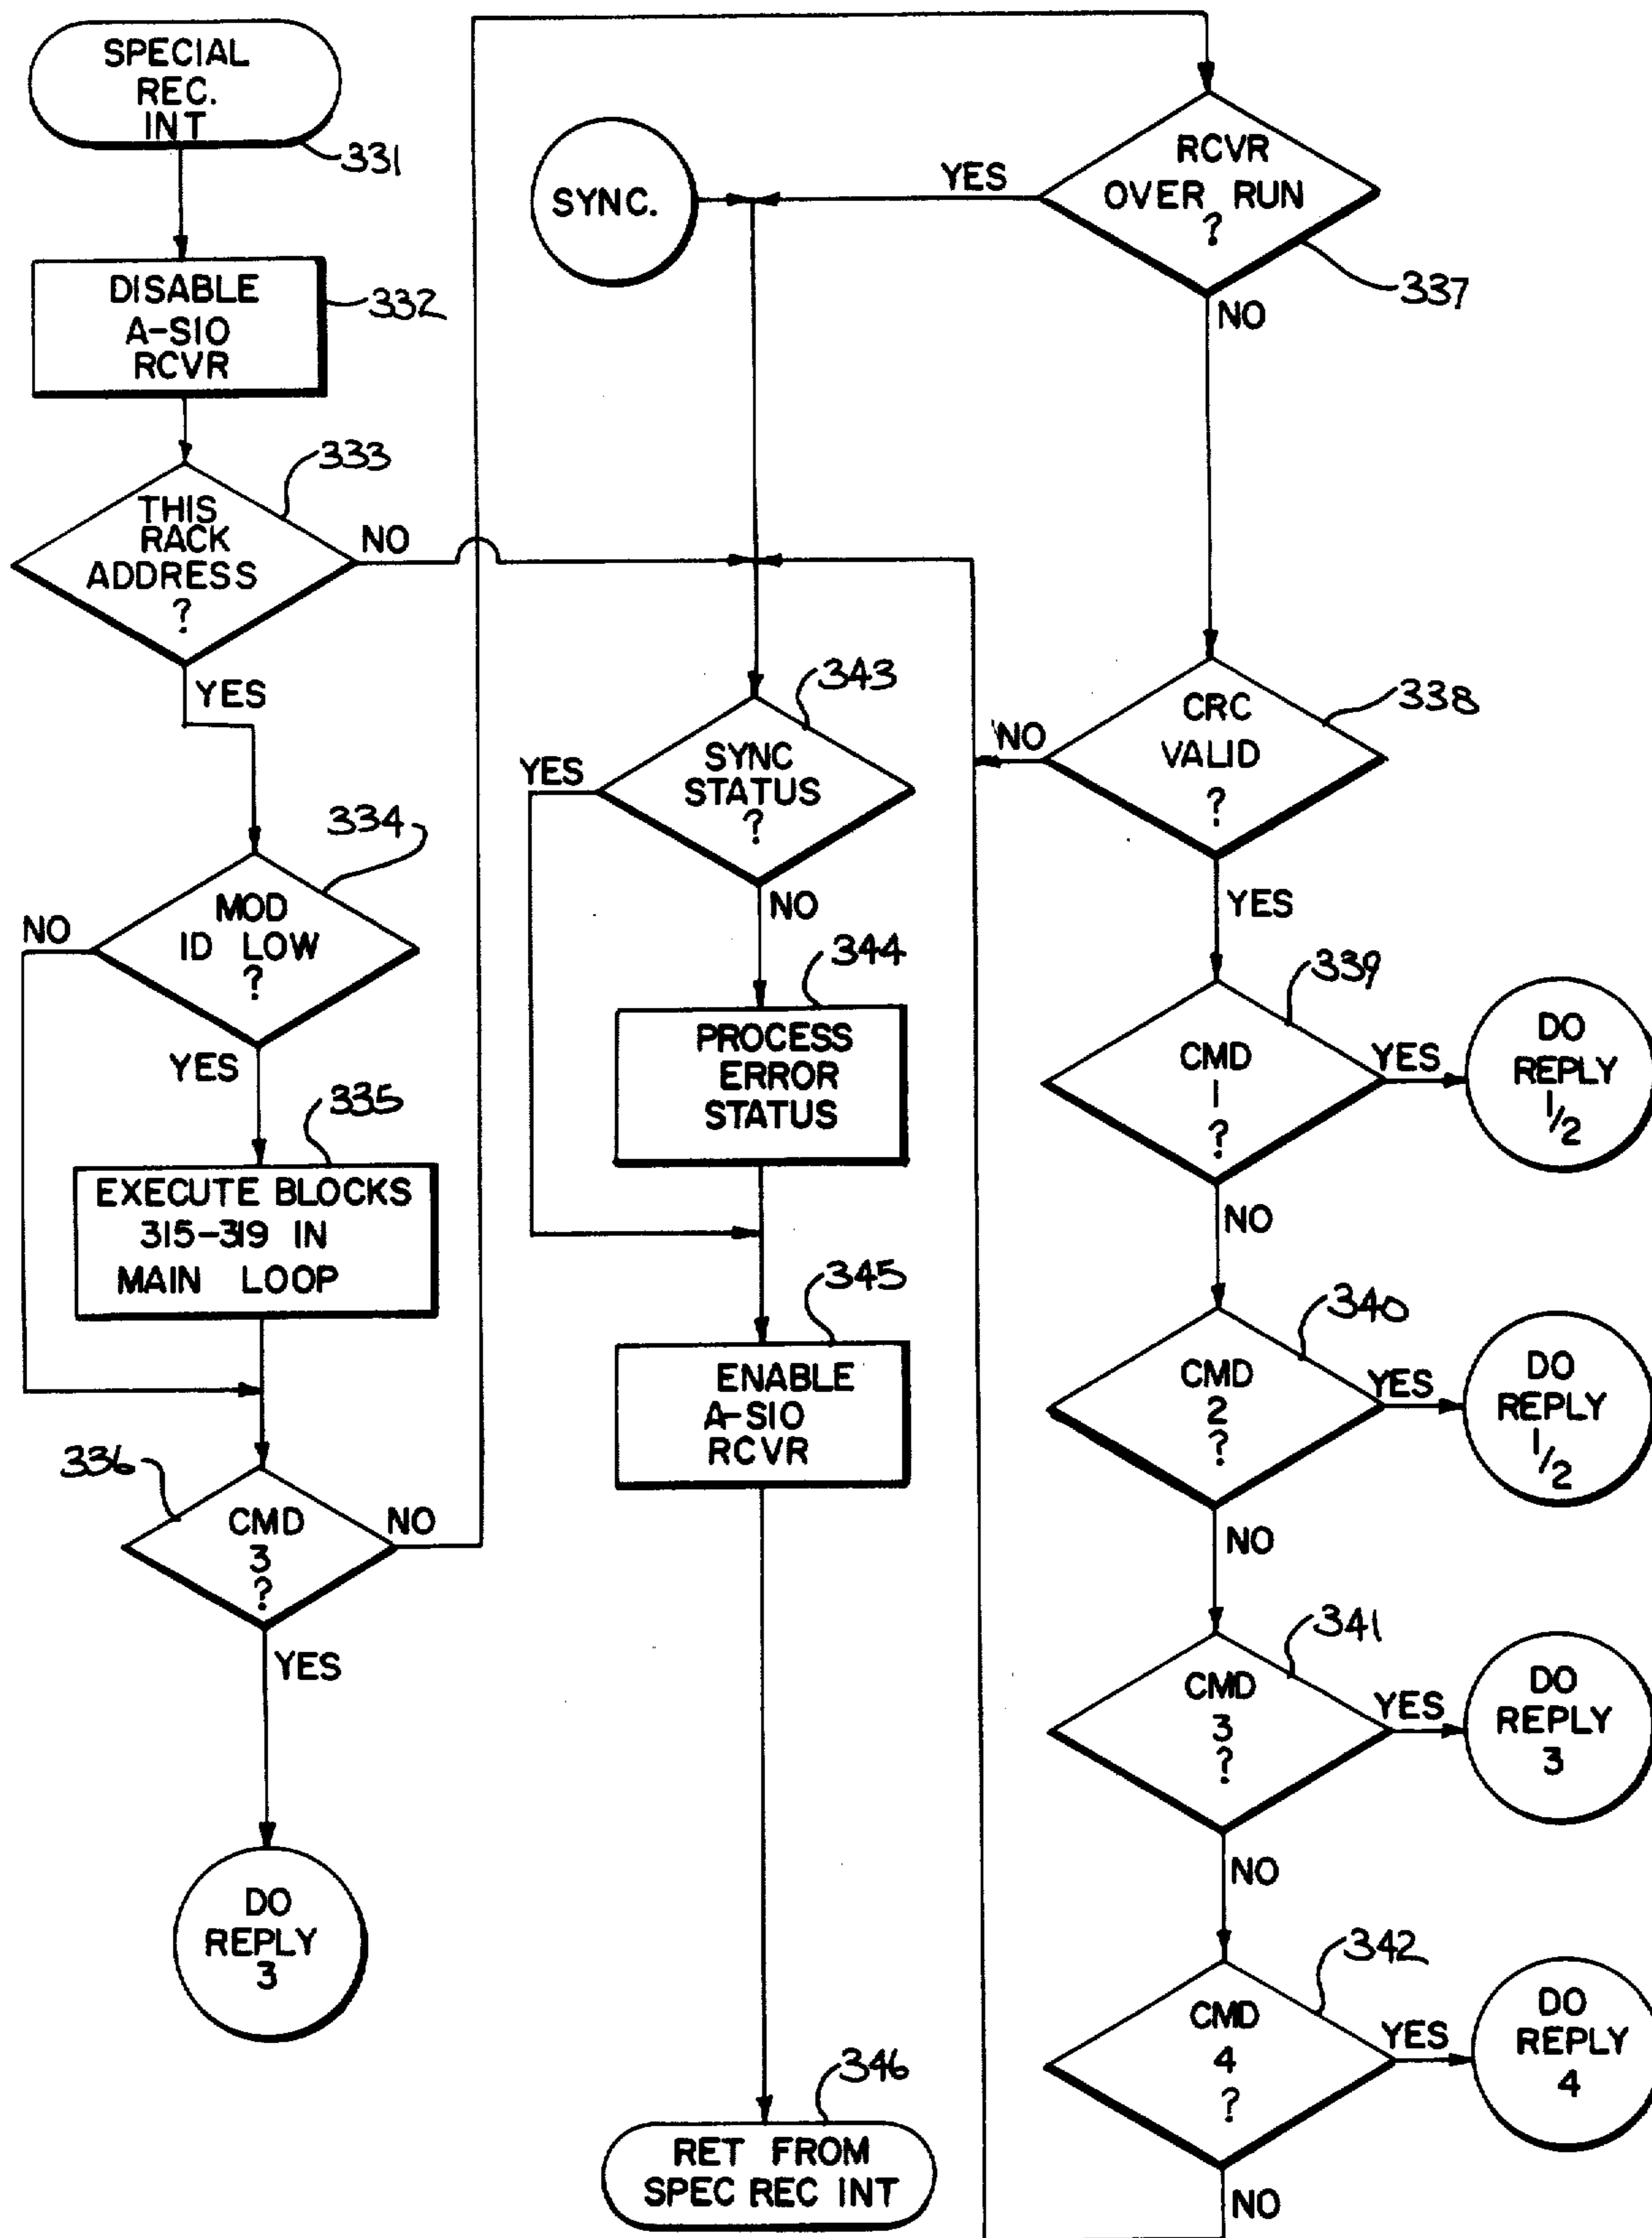 SPECIAL
REC.
INT
331
DISABLE
A-SIO
RCVR
332
THIS
RACK
ADDRESS
?
333
NO
YES
MOD
ID LOW
?
334
NO
YES
EXECUTE BLOCKS
315-319 IN
MAIN LOOP
335
CMD
3
?
336
NO
YES
DO
REPLY
3
SYNC.
YES
RCVR
OVER RUN
?
337
NO
SYNC
STATUS
?
343
YES
NO
PROCESS
ERROR
STATUS
344
ENABLE
A-SIO
RCVR
345
RET FROM
SPEC REC INT
346
CRC
VALID
?
338
NO
YES
CMD
1
?
339
YES
DO
REPLY
1/2
NO
CMD
2
?
340
YES
DO
REPLY
1/2
NO
CMD
3
?
341
YES
DO
REPLY
3
NO
CMD
4
?
342
YES
DO
REPLY
4
NO